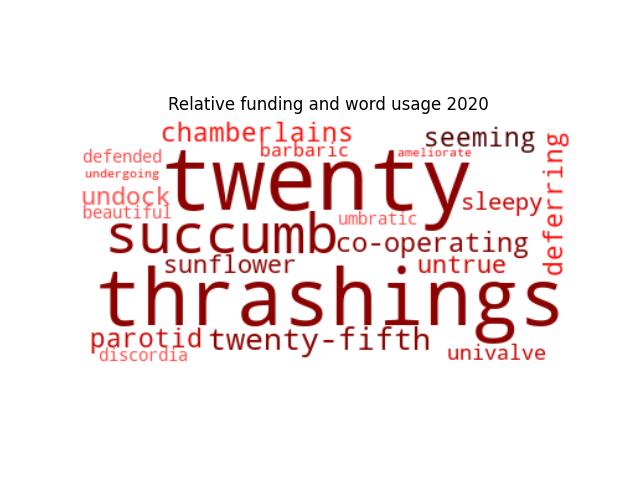 Relative funding and word usage 2020
chamberlains
seeming
deferring
defended
barbaric
ameliorate
undergoing
twenty
undock
sleepy
beautiful
umbratic
succumb
co-operating
sunflower
untrue
thrashings
parotid
twenty-fifth
discordia
univalve